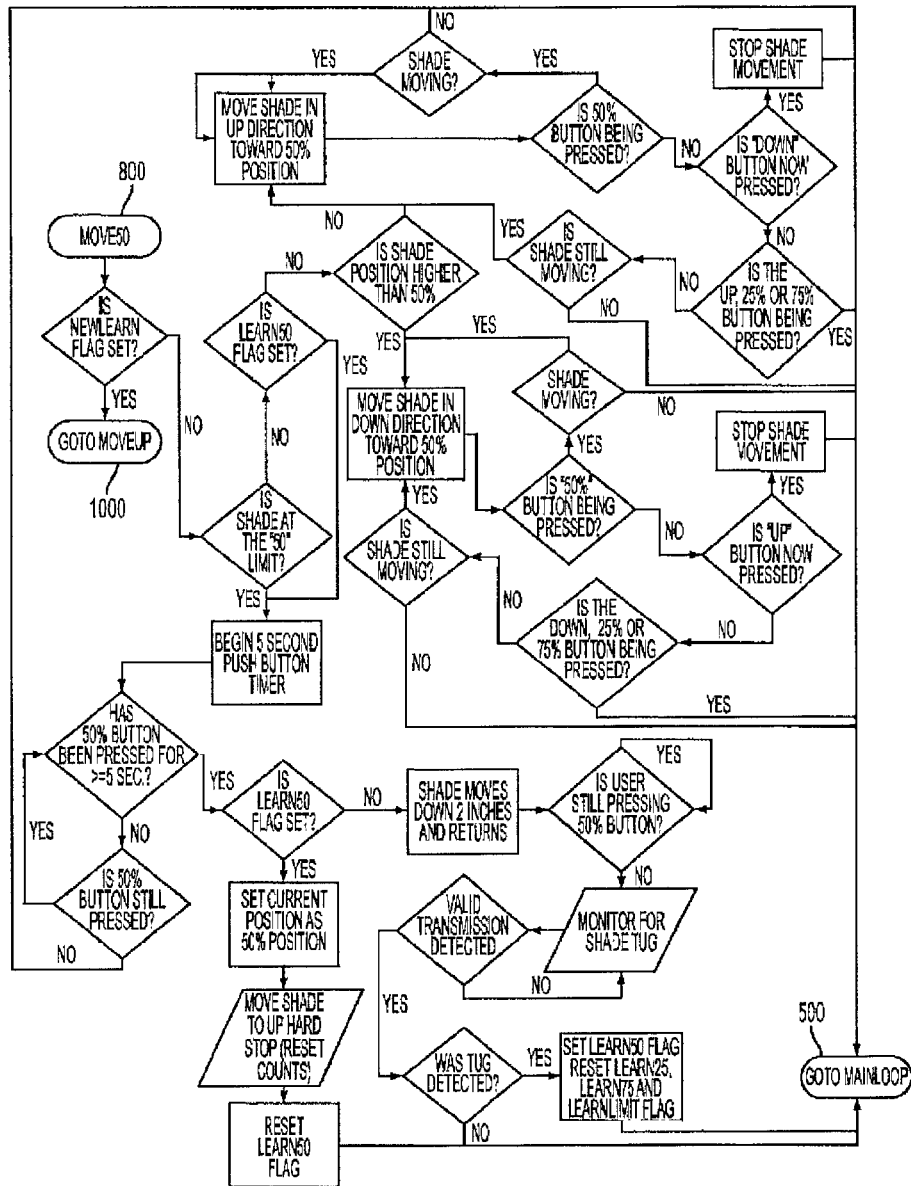 NO
YES
SHADE
MOVING?
YES
STOP SHADE
MOVEMENT
MOVE SHADE IN
UP DIRECTION
TOWARD 50%
POSITION
IS 50%
BUTTON BEING
PRESSED?
NO
YES
IS "DOWN"
BUTTON NOW
PRESSED?
NO
800
MOVE50
IS
NEWLEARN
FLAG SET?
YES
NO
GOTO MOVEUP
1000
NO
IS SHADE
POSITION HIGHER
THAN 50%
NO
YES
YES
IS
SHADE STILL
MOVING?
NO
NO
IS THE
UP, 25% OR 75%
BUTTON BEING
PRESSED?
YES
IS
LEARN50
FLAG SET?
YES
NO
IS
SHADE AT
THE "50"
LIMIT?
YES
YES
SHADE
MOVING?
NO
YES
MOVE SHADE IN
DOWN DIRECTION
TOWARD 50%
POSITION
YES
IS "50%"
BUTTON BEING
PRESSED?
NO
STOP SHADE
MOVEMENT
YES
IS "UP"
BUTTON NOW
PRESSED?
NO
IS
SHADE STILL
MOVING?
NO
NO
IS THE
DOWN, 25% OR
75% BUTTON BEING
PRESSED?
YES
BEGIN 5 SECOND
PUSH BUTTON
TIMER
HAS
50% BUTTON
BEEN PRESSED FOR
>=5 SEC.?
YES
NO
YES
IS 50%
BUTTON STILL
PRESSED?
NO
IS
LEARN50
FLAG SET?
NO
YES
SHADE MOVES
DOWN 2 INCHES
AND RETURNS
YES
IS USER
STILL PRESSING
50% BUTTON?
NO
SET CURRENT
POSITION AS
50% POSITION
VALID
TRANSMISSION
DETECTED
NO
YES
MONITOR FOR
SHADE TUG
MOVE SHADE
TO UP HARD
STOP (RESET
COUNTS)
WAS TUG
DETECTED?
YES
NO
SET LEARN50 FLAG
RESET LEARN25,
LEARN75 AND
LEARNLIMIT FLAG
500
GOTO MAINLOOP
RESET
LEARN50
FLAG